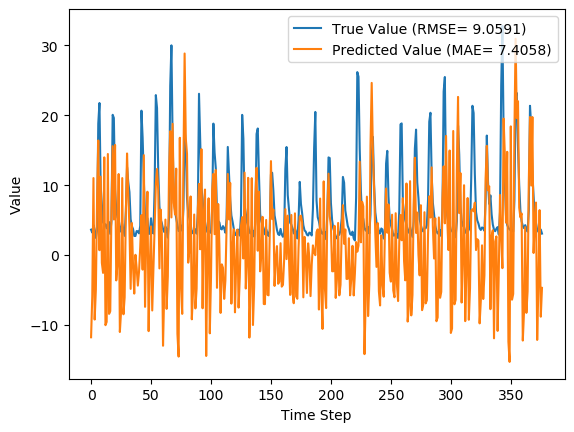 True Value (RMSE= 9.0591)
Predicted Value (MAE= 7.4058)
30
20
10
0
−10
Value
0 50 100 150 200 250 300 350
Time Step